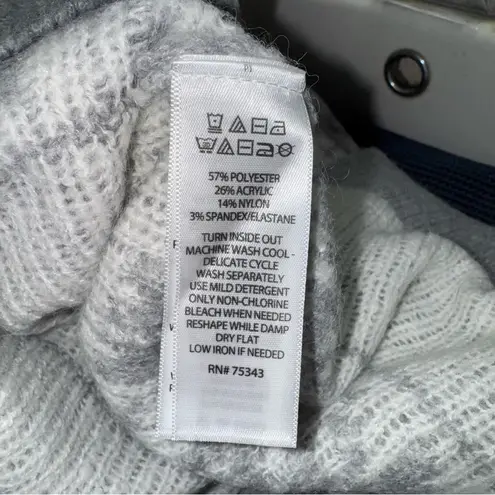 57% POLYESTER
26% ACRYLIC
14% NYLON
3% SPANDEX/ELASTANE
TURN INSIDE OUT
MACHINE WASH COOL -
DELICATE CYCLE
WASH SEPARATELY
USE MILD DETERGENT
ONLY NON-CHLORINE
BLEACH WHEN NEEDED
RESHAPE WHILE DAMP
DRY FLAT
LOW IRON IF NEEDED
RN# 75343